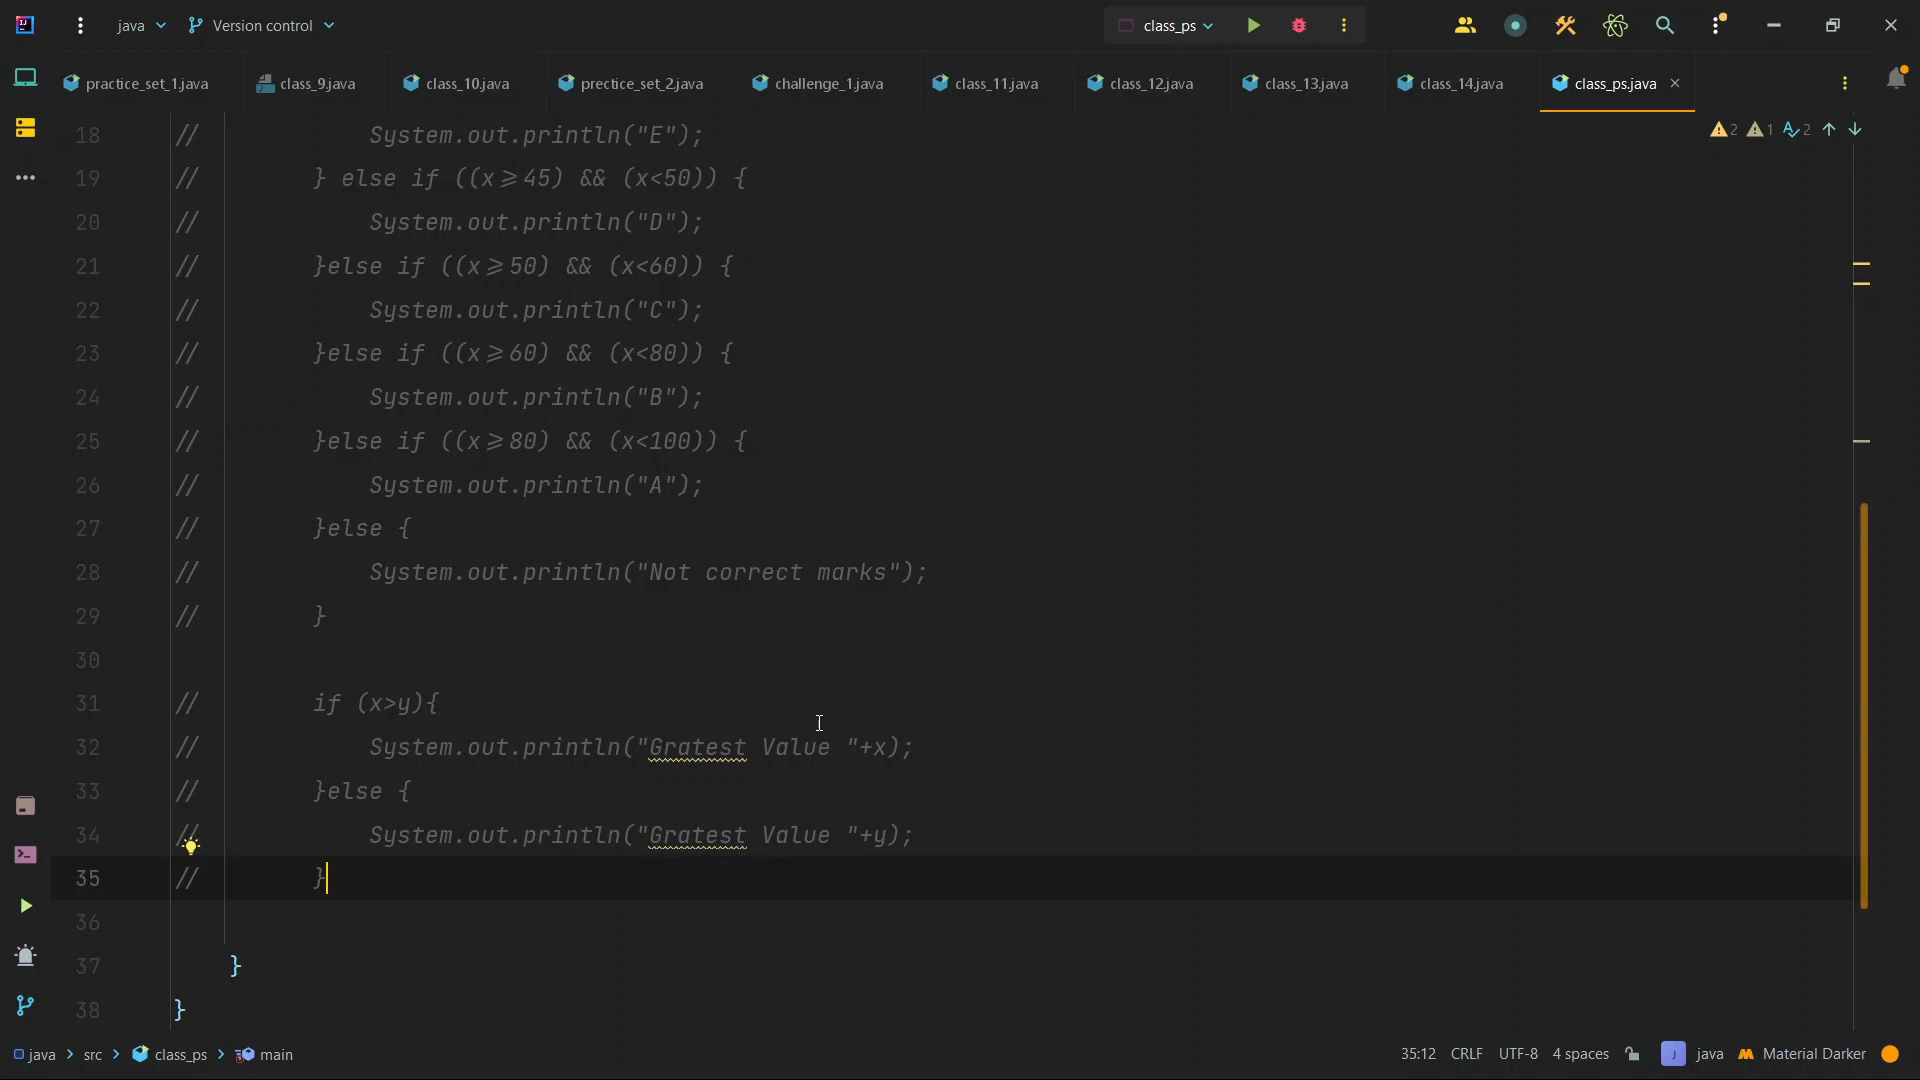 java
Version control
class_ps
practice_set_1.java
class_9.java
class_10.java
prectice_set_2.java
challenge_1.java
class_11.java
class_12.java
class_13.java
class_14.java
class_ps.java
2 1 2
18 //            System.out.println("E");
19 //        } else if ((x>=45) && (x<50)) {
20 //            System.out.println("D");
21 //        }else if ((x>=50) && (x<60)) {
22 //            System.out.println("C");
23 //        }else if ((x>=60) && (x<80)) {
24 //            System.out.println("B");
25 //        }else if ((x>=80) && (x<100)) {
26 //            System.out.println("A");
27 //        }else {
28 //            System.out.println("Not correct marks");
29 //        }
30
31 //        if (x>y){
32 //            System.out.println("Gratest Value "+x);
33 //        }else {
34 //            System.out.println("Gratest Value "+y);
35 //        }
36
37     }
38 }
java > src > class_ps > main
35:12 CRLF UTF-8 4 spaces J java Material Darker